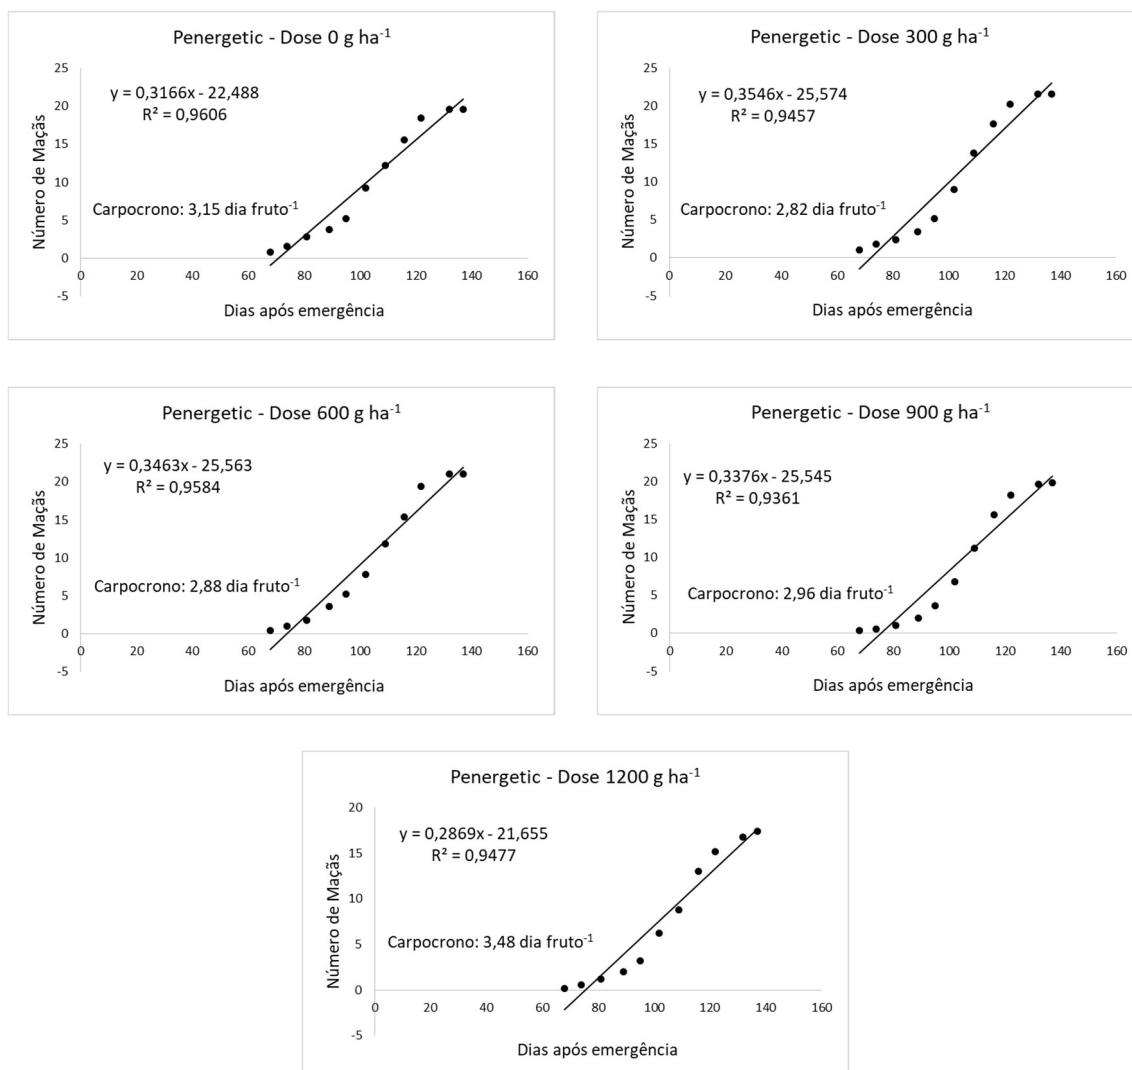 Penergetic - Dose 0 g ha⁻¹
25
20
15
10
5
0
-5
y = 0,3166x - 22,488
R² = 0,9606
Carpocrono: 3,15 dia fruto⁻¹
0 20 40 60 80 100 120 140 160
Número de Maçãs
Dias após emergência
Penergetic - Dose 300 g ha⁻¹
25
20
15
10
5
0
-5
y = 0,3546x - 25,574
R² = 0,9457
Carpocrono: 2,82 dia fruto⁻¹
0 20 40 60 80 100 120 140 160
Número de Maçãs
Dias após emergência
Penergetic - Dose 600 g ha⁻¹
25
20
15
10
5
0
-5
y = 0,3463x - 25,563
R² = 0,9584
Carpocrono: 2,88 dia fruto⁻¹
0 20 40 60 80 100 120 140 160
Número de Maçãs
Dias após emergência
Penergetic - Dose 900 g ha⁻¹
25
20
15
10
5
0
-5
y = 0,3376x - 25,545
R² = 0,9361
Carpocrono: 2,96 dia fruto⁻¹
0 20 40 60 80 100 120 140 160
Número de Maçãs
Dias após emergência
Penergetic - Dose 1200 g ha⁻¹
20
15
10
5
0
-5
y = 0,2869x - 21,655
R² = 0,9477
Carpocrono: 3,48 dia fruto⁻¹
0 20 40 60 80 100 120 140 160
Número de Maçãs
Dias após emergência